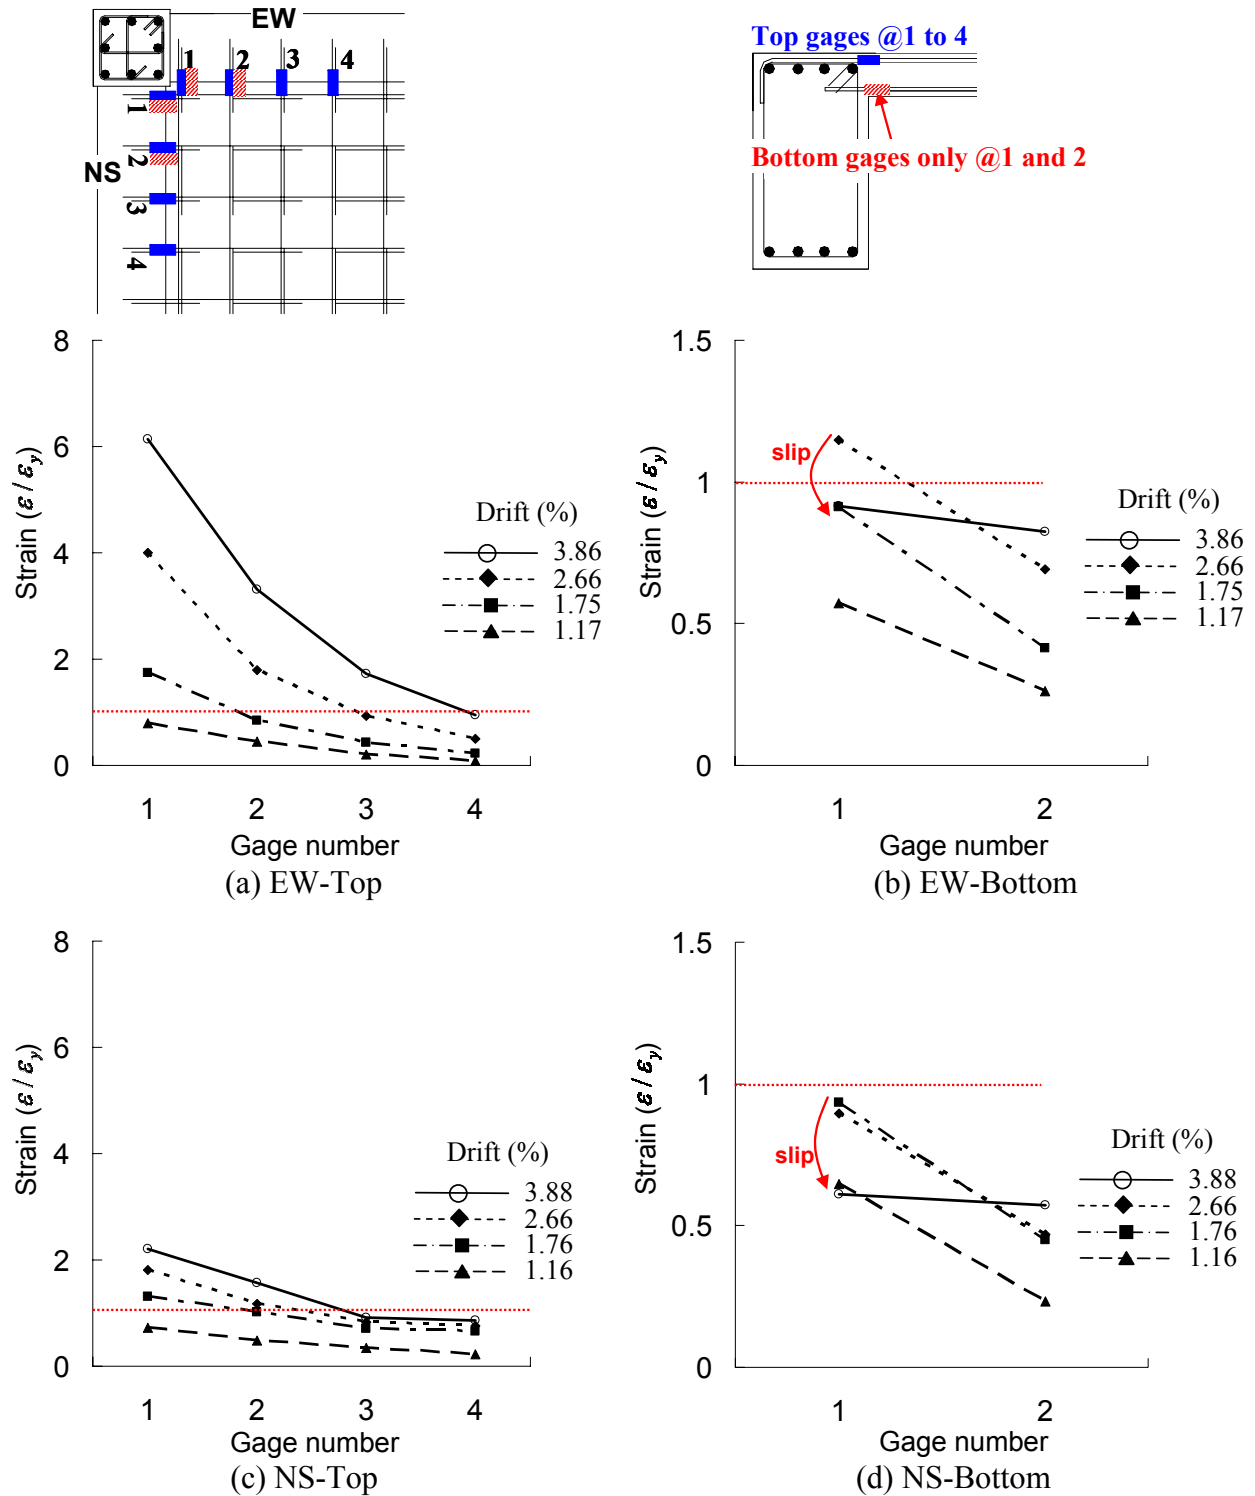 EW
1 2 3 4
1
2
NS
3
4
Top gages @1 to 4
Bottom gages only @1 and 2
8
6
4
2
0
Strain (ε / εy)
Drift (%)
3.86
2.66
1.75
1.17
1 2 3 4
Gage number
(a) EW-Top
1.5
1
0.5
0
Strain (ε / εy)
slip
Drift (%)
3.86
2.66
1.75
1.17
1 2
Gage number
(b) EW-Bottom
8
6
4
2
0
Strain (ε / εy)
Drift (%)
3.88
2.66
1.76
1.16
1 2 3 4
Gage number
(c) NS-Top
1.5
1
0.5
0
Strain (ε / εy)
slip
Drift (%)
3.88
2.66
1.76
1.16
1 2
Gage number
(d) NS-Bottom